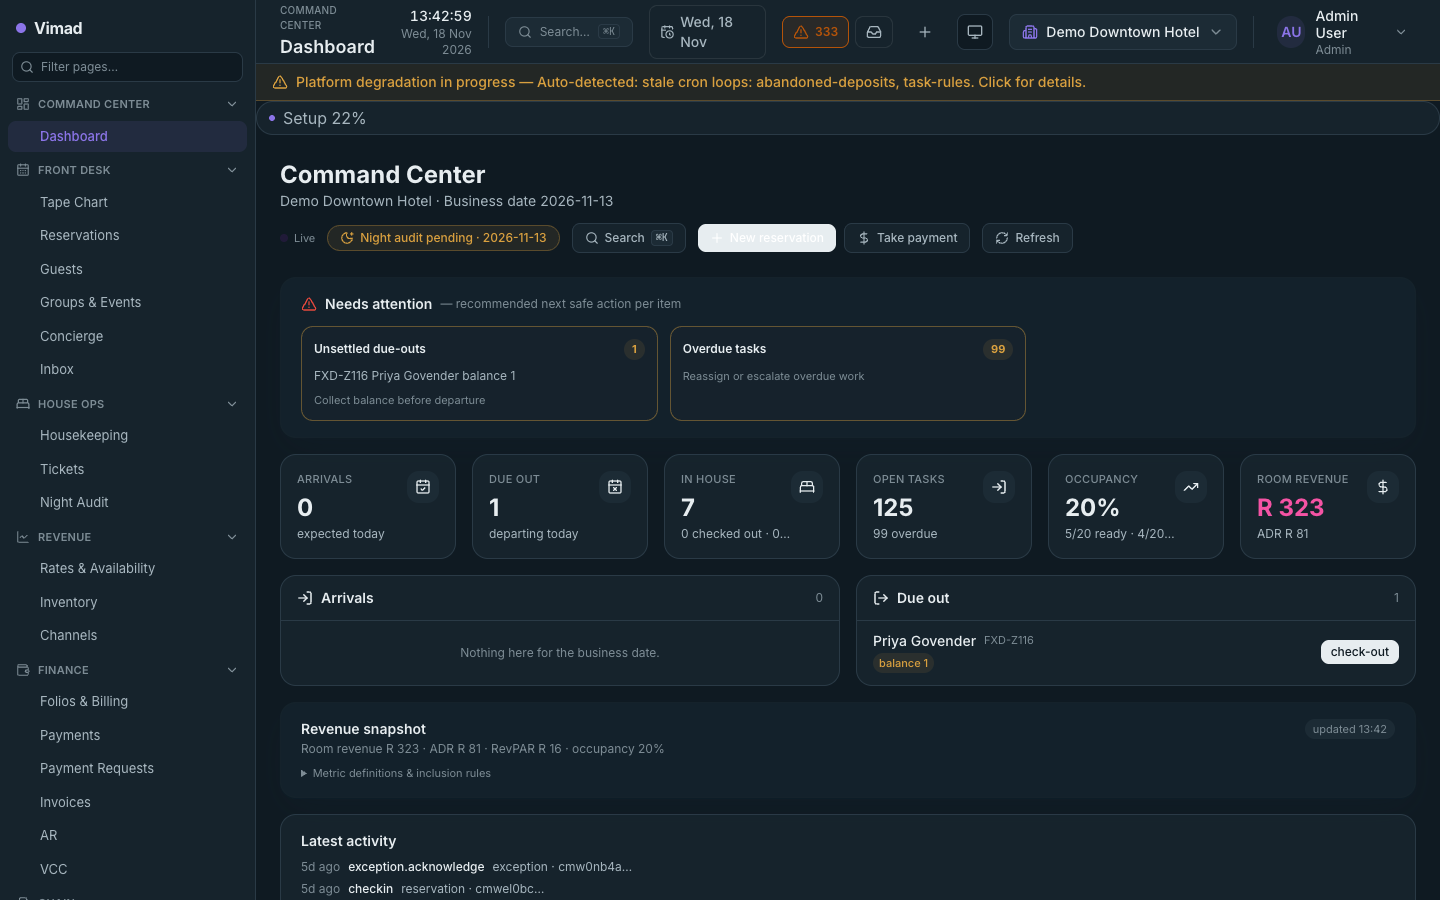 Vimad
Filter pages...
COMMAND CENTER
Dashboard
FRONT DESK
Tape Chart
Reservations
Guests
Groups & Events
Concierge
Inbox
HOUSE OPS
Housekeeping
Tickets
Night Audit
REVENUE
Rates & Availability
Inventory
Channels
FINANCE
Folios & Billing
Payments
Payment Requests
Invoices
AR
VCC
COMMAND
CENTER
Dashboard
13:42:59
Wed, 18 Nov
2026
Search... ⌘K
Wed, 18
Nov
333
Demo Downtown Hotel
AU
Admin
User
Admin
Platform degradation in progress — Auto-detected: stale cron loops: abandoned-deposits, task-rules. Click for details.
Setup 22%
Command Center
Demo Downtown Hotel · Business date 2026-11-13
Live
Night audit pending · 2026-11-13
Search ⌘K
New reservation
Take payment
Refresh
Needs attention — recommended next safe action per item
Unsettled due-outs 1
FXD-Z116 Priya Govender balance 1
Collect balance before departure
Overdue tasks 99
Reassign or escalate overdue work
ARRIVALS
0
expected today
DUE OUT
1
departing today
IN HOUSE
7
0 checked out · 0...
OPEN TASKS
125
99 overdue
OCCUPANCY
20%
5/20 ready · 4/20...
ROOM REVENUE
R 323
ADR R 81
Arrivals 0
Nothing here for the business date.
Due out 1
Priya Govender FXD-Z116
balance 1
check-out
Revenue snapshot
updated 13:42
Room revenue R 323 · ADR R 81 · RevPAR R 16 · occupancy 20%
Metric definitions & inclusion rules
Latest activity
5d ago exception.acknowledge exception · cmw0nb4a...
5d ago checkin reservation · cmwel0bc...